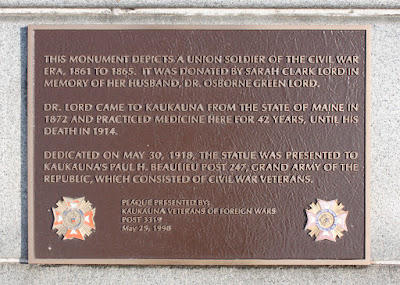 THIS MONUMENT DEPICTS A UNION SOLDIER OF THE CIVIL WAR
ERA, 1861 TO 1865. IT WAS DONATED BY SARAH CLARK LORD IN
MEMORY OF HER HUSBAND, DR. OSBORNE GREEN LORD.
DR. LORD CAME TO KAUKAUNA FROM THE STATE OF MAINE IN
1872 AND PRACTICED MEDICINE HERE FOR 42 YEARS, UNTIL HIS
DEATH IN 1914.
DEDICATED ON MAY 30, 1918, THE STATUE WAS PRESENTED TO
KAUKAUNA'S PAUL H. BEAULIEU POST 247, GRAND ARMY OF THE
REPUBLIC, WHICH CONSISTED OF CIVIL WAR VETERANS.
PLAQUE PRESENTED BY:
KAUKAUNA VETERANS OF FOREIGN WARS
POST 3319
May 25, 1998